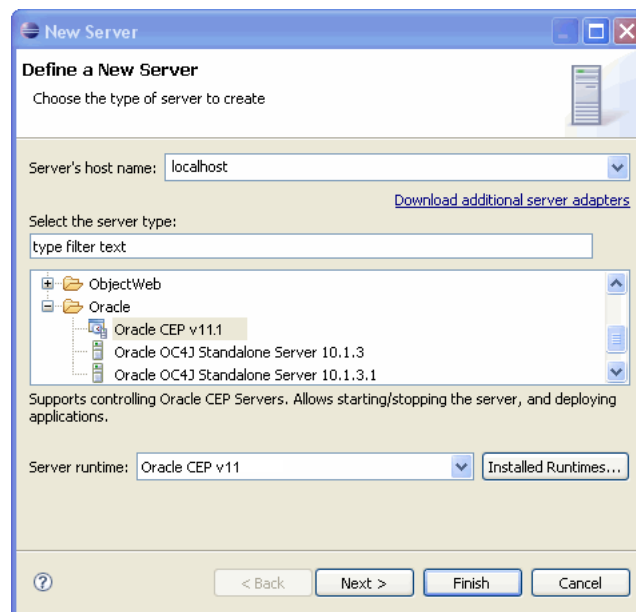 New Server
Define a New Server
Choose the type of server to create
Server's host name: localhost
Download additional server adapters
Select the server type:
type filter text
ObjectWeb
Oracle
Oracle CEP v11.1
Oracle OC4J Standalone Server 10.1.3
Oracle OC4J Standalone Server 10.1.3.1
Supports controlling Oracle CEP Servers. Allows starting/stopping the server, and deploying
applications.
Server runtime: Oracle CEP v11 Installed Runtimes...
? < Back Next > Finish Cancel